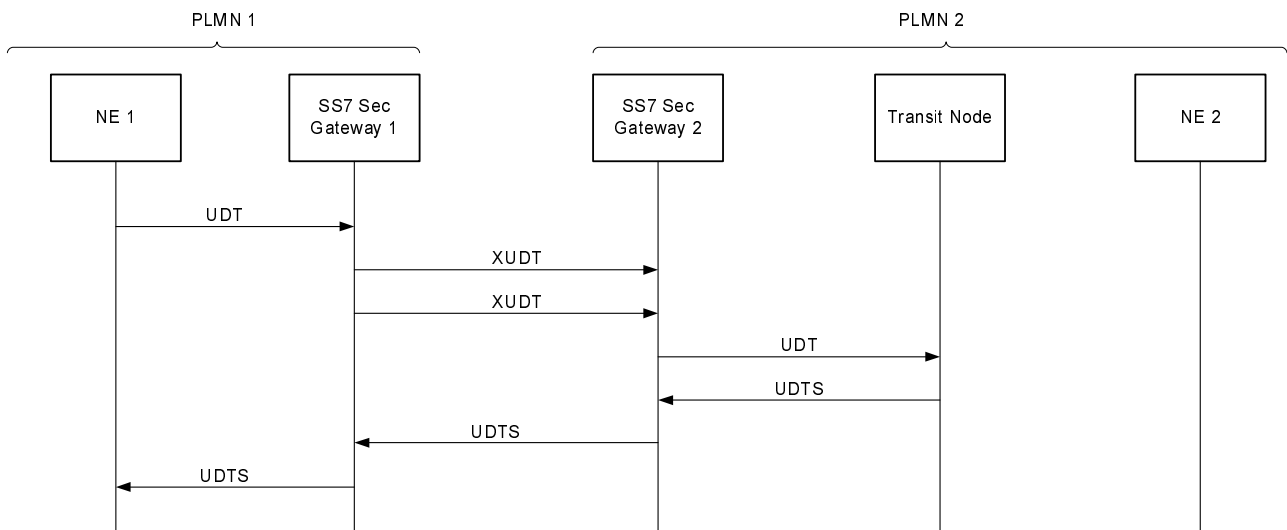 PLMN 1
PLMN 2
NE 1
SS7 Sec
Gateway 1
SS7 Sec
Gateway 2
Transit Node
NE 2
UDT
XUDT
XUDT
UDT
UDTS
UDTS
UDTS